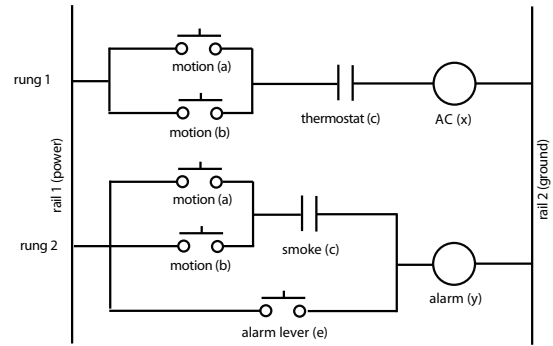 motion (a)
rung 1
motion (b)
thermostat (c)
AC (x)
rail 1 (power)
rail 2 (ground)
motion (a)
rung 2
motion (b)
smoke (c)
alarm (y)
alarm lever (e)